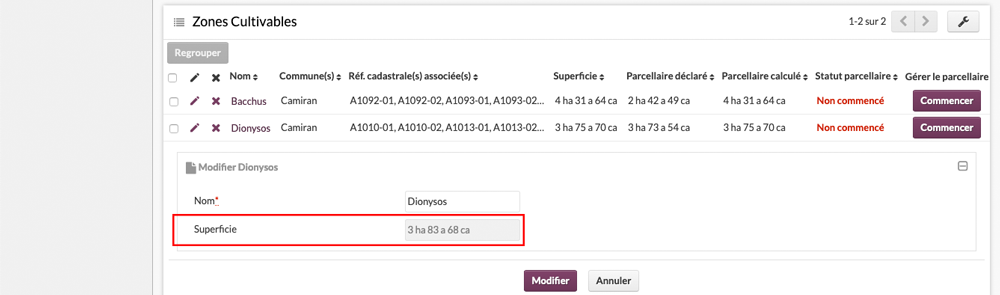 Zones Cultivables
1-2 sur 2
Regrouper
Nom Commune(s) Réf. cadastrale(s) associée(s) Superficie Parcellaire déclaré Parcellaire calculé Statut parcellaire Gérer le parcellaire
Bacchus Camiran A1092-01, A1092-02, A1093-01, A1093-02... 4 ha 31 a 64 ca 2 ha 42 a 49 ca 4 ha 31 a 64 ca Non commencé Commencer
Dionysos Camiran A1010-01, A1010-02, A1013-01, A1013-02... 3 ha 75 a 70 ca 3 ha 73 a 54 ca 3 ha 75 a 70 ca Non commencé Commencer
Modifier Dionysos
Nom* Dionysos
Superficie 3 ha 83 a 68 ca
Modifier Annuler